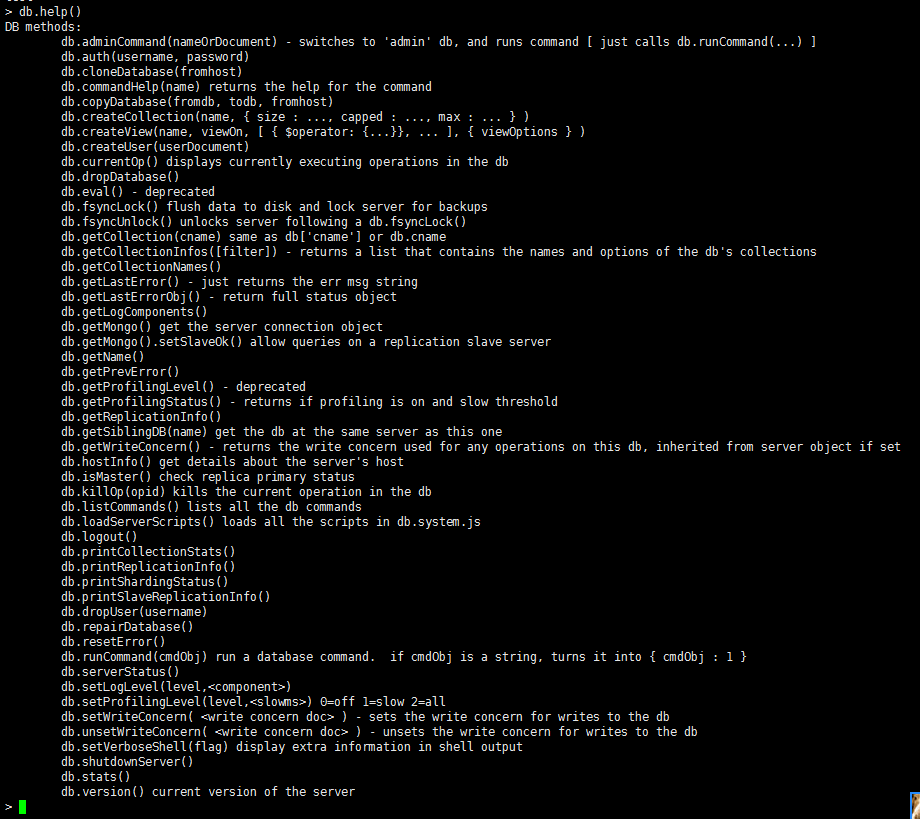 > db.help()
DB methods:
db.adminCommand(nameOrDocument) - switches to 'admin' db, and runs command [ just calls db.runCommand(...) ]
db.auth(username, password)
db.cloneDatabase(fromhost)
db.commandHelp(name) returns the help for the command
db.copyDatabase(fromdb, todb, fromhost)
db.createCollection(name, { size : ..., capped : ..., max : ... } )
db.createView(name, viewOn, [ { $operator: {...}}, ... ], { viewOptions } )
db.createUser(userDocument)
db.currentOp() displays currently executing operations in the db
db.dropDatabase()
db.eval() - deprecated
db.fsyncLock() flush data to disk and lock server for backups
db.fsyncUnlock() unlocks server following a db.fsyncLock()
db.getCollection(cname) same as db['cname'] or db.cname
db.getCollectionInfos([filter]) - returns a list that contains the names and options of the db's collections
db.getCollectionNames()
db.getLastError() - just returns the err msg string
db.getLastErrorObj() - return full status object
db.getLogComponents()
db.getMongo() get the server connection object
db.getMongo().setSlaveOk() allow queries on a replication slave server
db.getName()
db.getPrevError()
db.getProfilingLevel() - deprecated
db.getProfilingStatus() - returns if profiling is on and slow threshold
db.getReplicationInfo()
db.getSiblingDB(name) get the db at the same server as this one
db.getWriteConcern() - returns the write concern used for any operations on this db, inherited from server object if set
db.hostInfo() get details about the server's host
db.isMaster() check replica primary status
db.killOp(opid) kills the current operation in the db
db.listCommands() lists all the db commands
db.loadServerScripts() loads all the scripts in db.system.js
db.logout()
db.printCollectionStats()
db.printReplicationInfo()
db.printShardingStatus()
db.printSlaveReplicationInfo()
db.dropUser(username)
db.repairDatabase()
db.resetError()
db.runCommand(cmdObj) run a database command.  if cmdObj is a string, turns it into { cmdObj : 1 }
db.serverStatus()
db.setLogLevel(level,<component>)
db.setProfilingLevel(level,<slowms>) 0=off 1=slow 2=all
db.setWriteConcern( <write concern doc> ) - sets the write concern for writes to the db
db.unsetWriteConcern( <write concern doc> ) - unsets the write concern for writes to the db
db.setVerboseShell(flag) display extra information in shell output
db.shutdownServer()
db.stats()
db.version() current version of the server
>